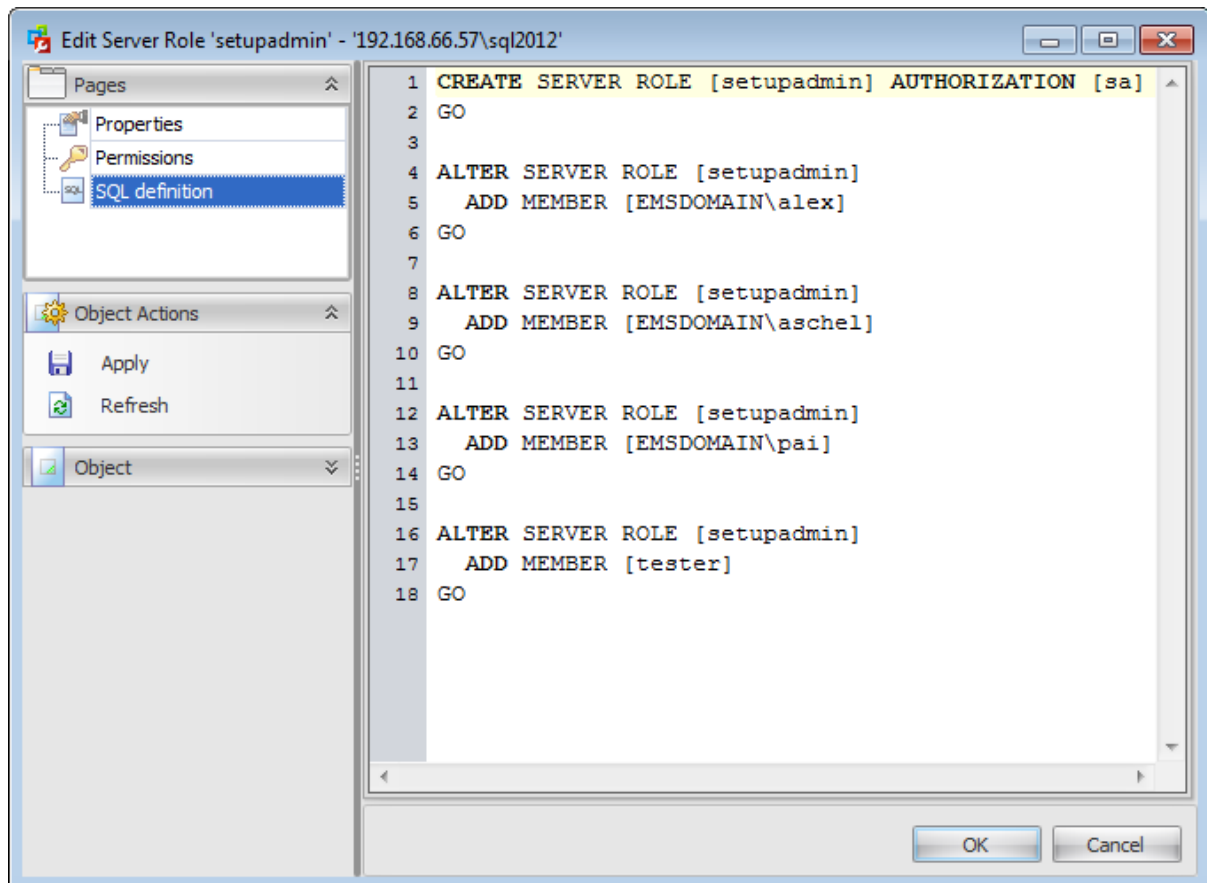 Edit Server Role 'setupadmin' - '192.168.66.57\sql2012'
Pages
Properties
Permissions
SQL SQL definition
Object Actions
Apply
Refresh
Object
1 CREATE SERVER ROLE [setupadmin] AUTHORIZATION [sa]
2 GO
3
4 ALTER SERVER ROLE [setupadmin]
5 ADD MEMBER [EMSDOMAIN\alex]
6 GO
7
8 ALTER SERVER ROLE [setupadmin]
9 ADD MEMBER [EMSDOMAIN\aschel]
10 GO
11
12 ALTER SERVER ROLE [setupadmin]
13 ADD MEMBER [EMSDOMAIN\pai]
14 GO
15
16 ALTER SERVER ROLE [setupadmin]
17 ADD MEMBER [tester]
18 GO
OK Cancel